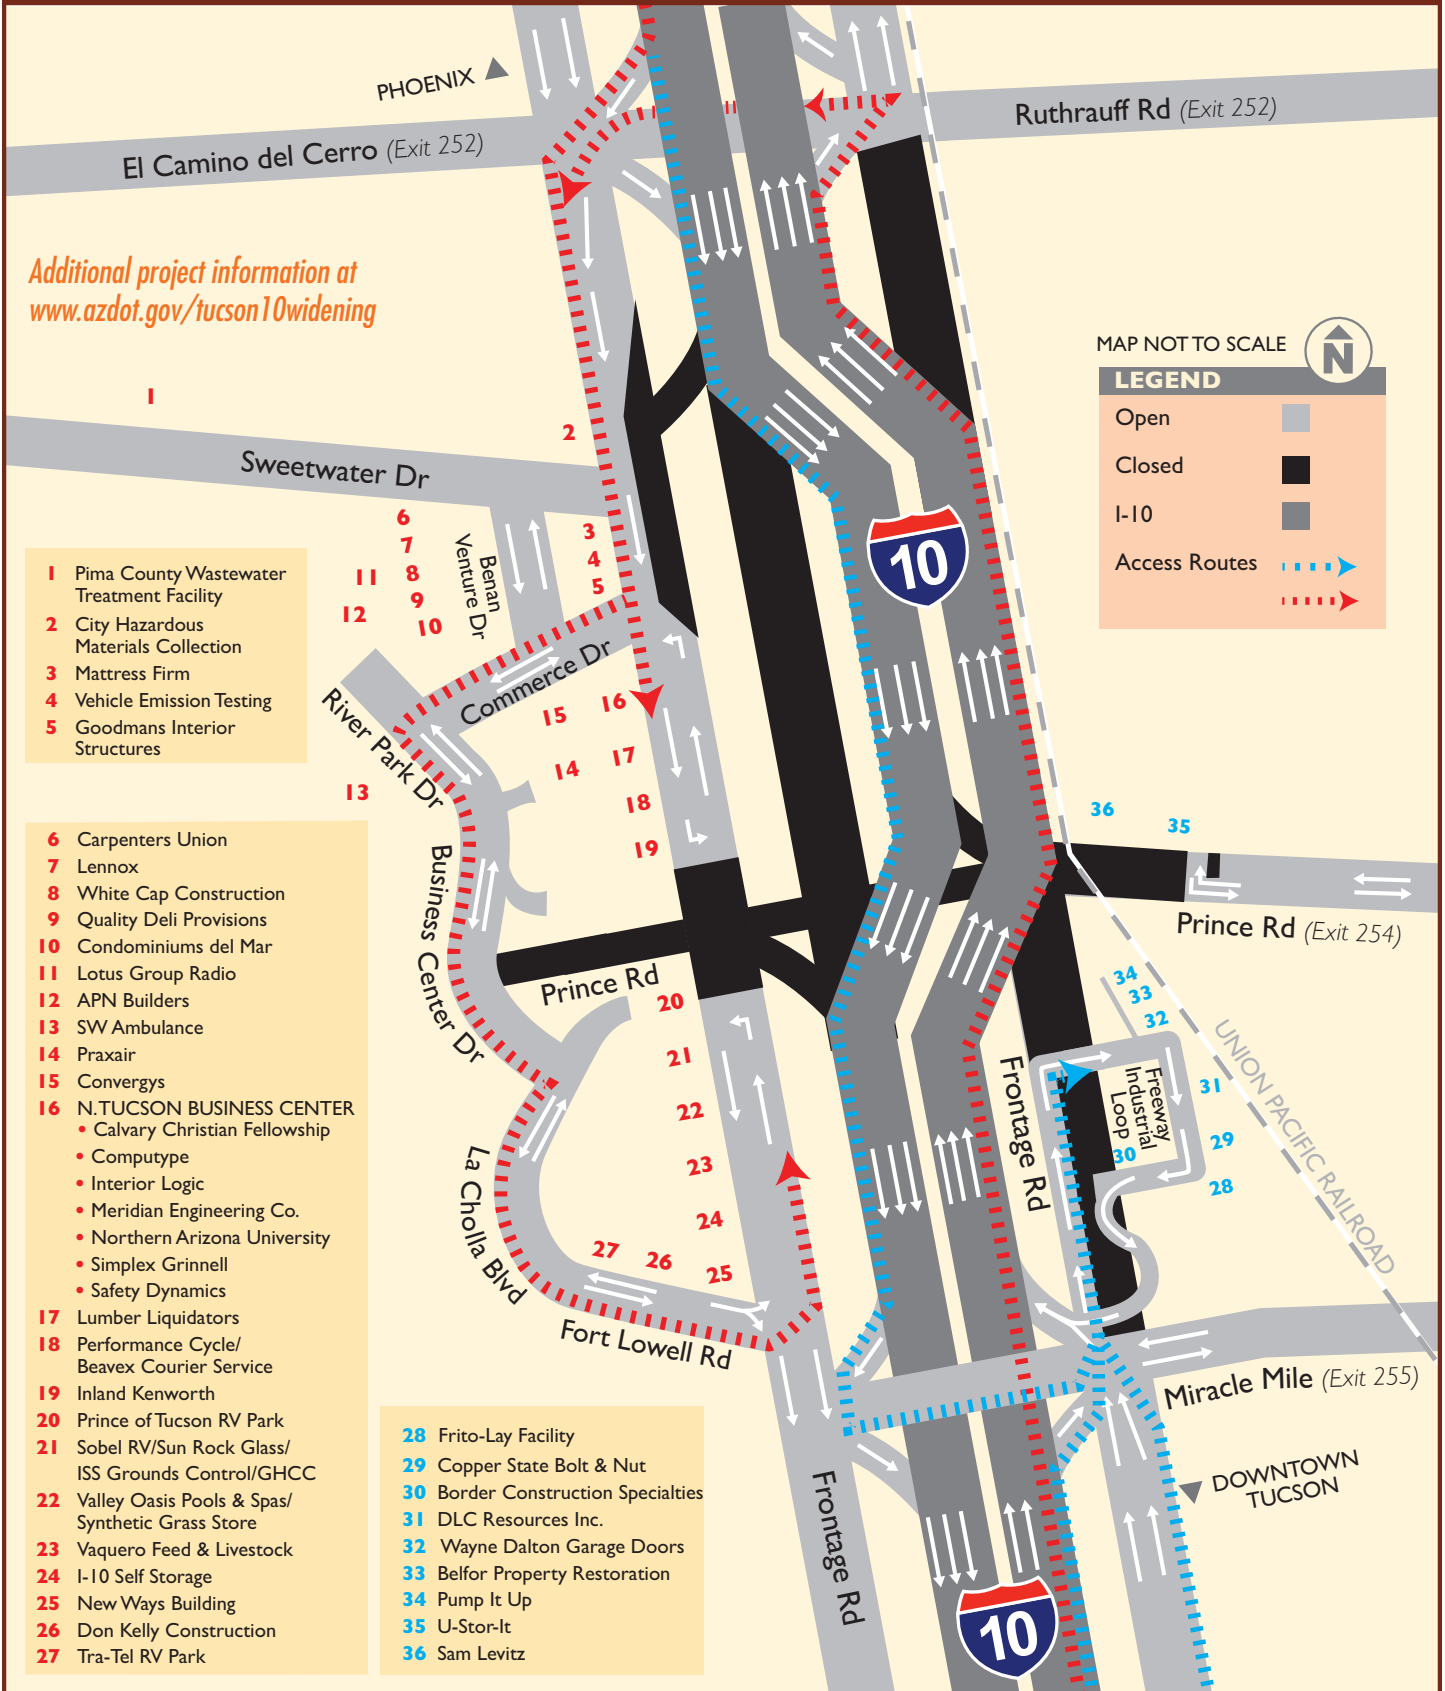 PHOENIX
El Camino del Cerro (Exit 252)
Ruthrauff Rd (Exit 252)
Additional project information at
www.azdot.gov/tucson10widening
MAP NOT TO SCALE
N
LEGEND
Open
Closed
I-10
Access Routes
1
2
Sweetwater Dr
6
7
8
9
10
11
12
Benan
Venture Dr
3
4
5
10
Commerce Dr
River Park Dr
13
15
16
14
17
18
19
Business Center Dr
36
35
Prince Rd (Exit 254)
Prince Rd
20
21
22
23
24
25
26
27
La Cholla Blvd
Fort Lowell Rd
Frontage Rd
34
33
32
31
29
28
30
Freeway
Industrial
Loop
UNION PACIFIC RAILROAD
Miracle Mile (Exit 255)
DOWNTOWN
TUCSON
Frontage Rd
10
1 Pima County Wastewater
Treatment Facility
2 City Hazardous
Materials Collection
3 Mattress Firm
4 Vehicle Emission Testing
5 Goodmans Interior
Structures
6 Carpenters Union
7 Lennox
8 White Cap Construction
9 Quality Deli Provisions
10 Condominiums del Mar
11 Lotus Group Radio
12 APN Builders
13 SW Ambulance
14 Praxair
15 Convergys
16 N. TUCSON BUSINESS CENTER
• Calvary Christian Fellowship
• Computype
• Interior Logic
• Meridian Engineering Co.
• Northern Arizona University
• Simplex Grinnell
• Safety Dynamics
17 Lumber Liquidators
18 Performance Cycle/
Beavex Courier Service
19 Inland Kenworth
20 Prince of Tucson RV Park
21 Sobel RV/Sun Rock Glass/
ISS Grounds Control/GHCC
22 Valley Oasis Pools & Spas/
Synthetic Grass Store
23 Vaquero Feed & Livestock
24 I-10 Self Storage
25 New Ways Building
26 Don Kelly Construction
27 Tra-Tel RV Park
28 Frito-Lay Facility
29 Copper State Bolt & Nut
30 Border Construction Specialties
31 DLC Resources Inc.
32 Wayne Dalton Garage Doors
33 Belfor Property Restoration
34 Pump It Up
35 U-Stor-It
36 Sam Levitz